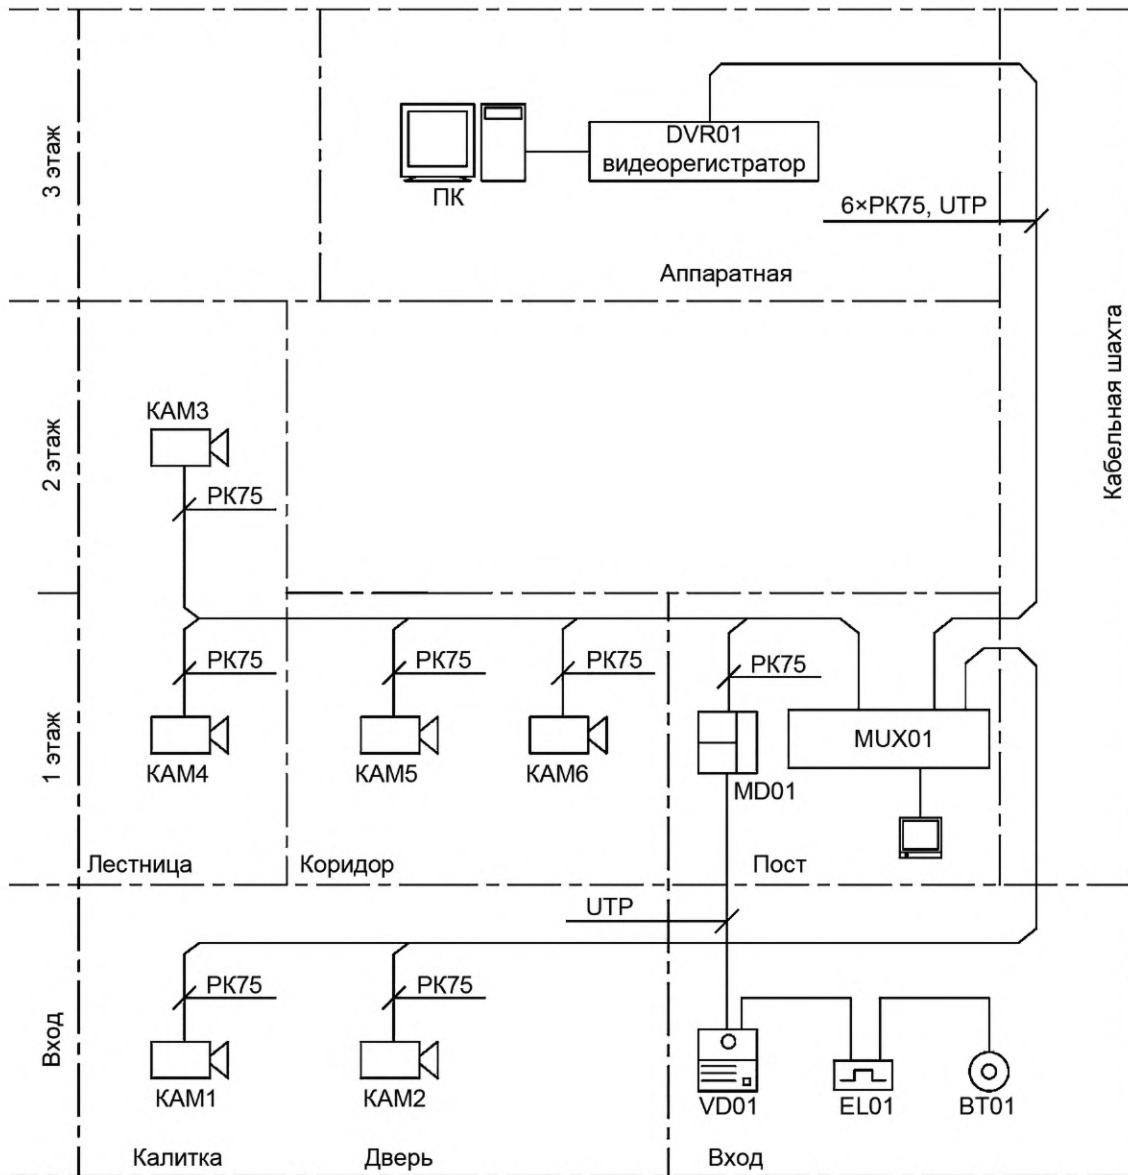 3 этаж
ПК
DVR01
видеорегистратор
6×РК75, UTP
Аппаратная
Кабельная шахта
2 этаж
КАМ3
РК75
1 этаж
РК75
РК75
РК75
РК75
КАМ4
КАМ5
КАМ6
MD01
MUX01
Лестница
Коридор
Пост
Вход
UTP
РК75
РК75
КАМ1
КАМ2
VD01
EL01
BT01
Калитка
Дверь
Вход